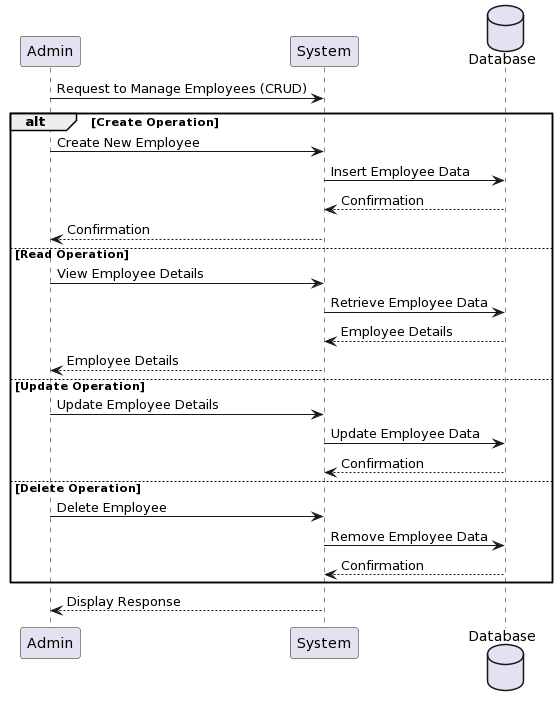 Admin
System
Database
Request to Manage Employees (CRUD)
alt [Create Operation]
Create New Employee
Insert Employee Data
Confirmation
Confirmation
[Read Operation]
View Employee Details
Retrieve Employee Data
Employee Details
Employee Details
[Update Operation]
Update Employee Details
Update Employee Data
Confirmation
[Delete Operation]
Delete Employee
Remove Employee Data
Confirmation
Display Response
Admin
System
Database